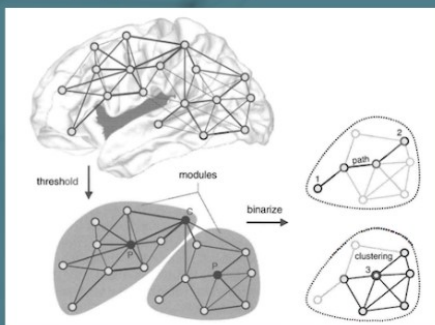 2
path
1
modules
threshold
binarize
C
P
P
clustering
3